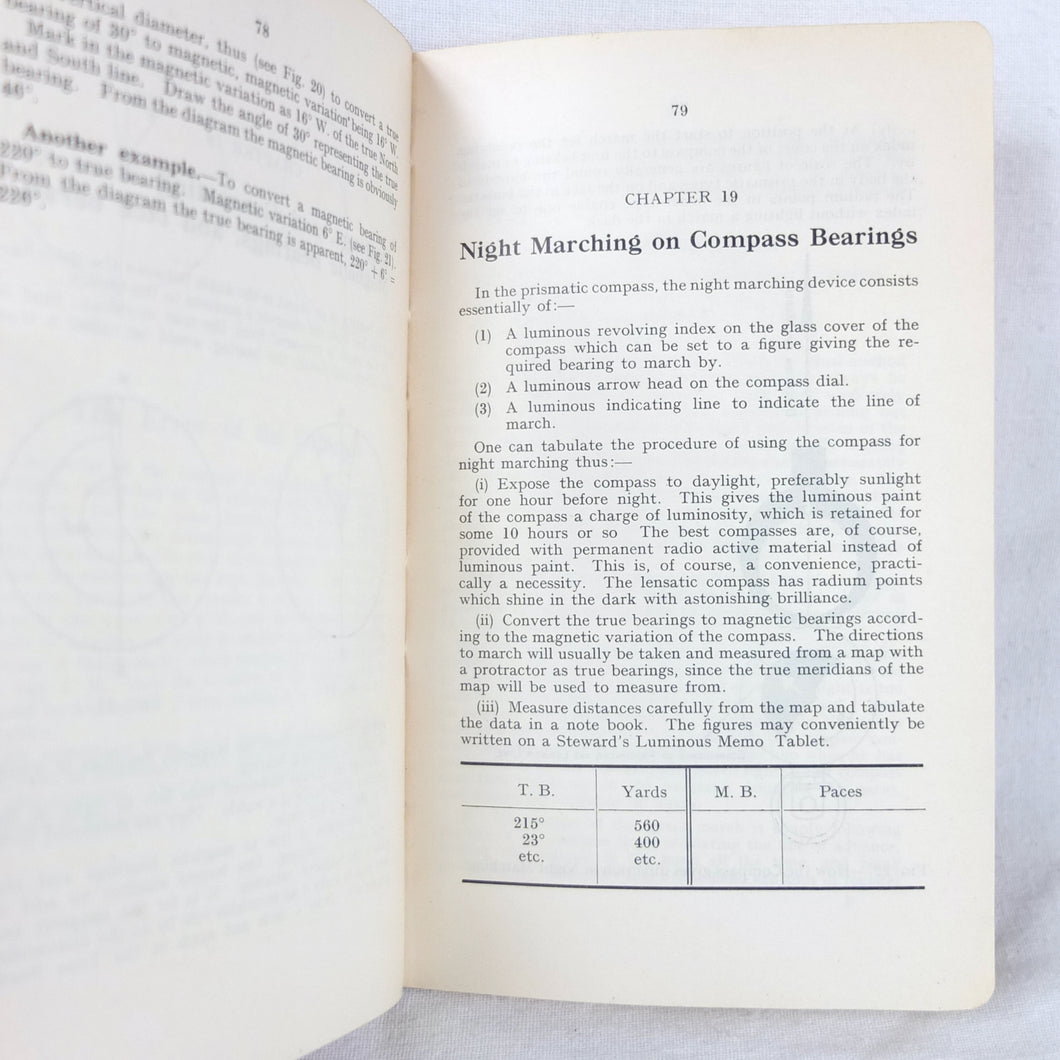 78
vertical diameter, thus (see Fig. 20) to convert a true
bearing of 30° to magnetic, magnetic variation being 16° W.
Mark in the magnetic variation as 16° W. of the true North
and South line. Draw the angle of 30° representing the true
bearing. From the diagram the magnetic bearing is obviously
46°.
Another example.—To convert a magnetic bearing of
220° to true bearing. Magnetic variation 6° E. (see Fig. 21).
From the diagram the true bearing is apparent, 220° + 6° =
226°.
79
CHAPTER 19
Night Marching on Compass Bearings
In the prismatic compass, the night marching device consists
essentially of:—
(1) A luminous revolving index on the glass cover of the
compass which can be set to a figure giving the re-
quired bearing to march by.
(2) A luminous arrow head on the compass dial.
(3) A luminous indicating line to indicate the line of
march.
One can tabulate the procedure of using the compass for
night marching thus:—
(i) Expose the compass to daylight, preferably sunlight
for one hour before night. This gives the luminous paint
of the compass a charge of luminosity, which is retained for
some 10 hours or so The best compasses are, of course,
provided with permanent radio active material instead of
luminous paint. This is, of course, a convenience, practi-
cally a necessity. The lensatic compass has radium points
which shine in the dark with astonishing brilliance.
(ii) Convert the true bearings to magnetic bearings accord-
ing to the magnetic variation of the compass. The directions
to march will usually be taken and measured from a map with
a protractor as true bearings, since the true meridians of the
map will be used to measure from.
(iii) Measure distances carefully from the map and tabulate
the data in a note book. The figures may conveniently be
written on a Steward's Luminous Memo Tablet.
T. B. Yards M. B. Paces
215° 560
23° 400
etc. etc.